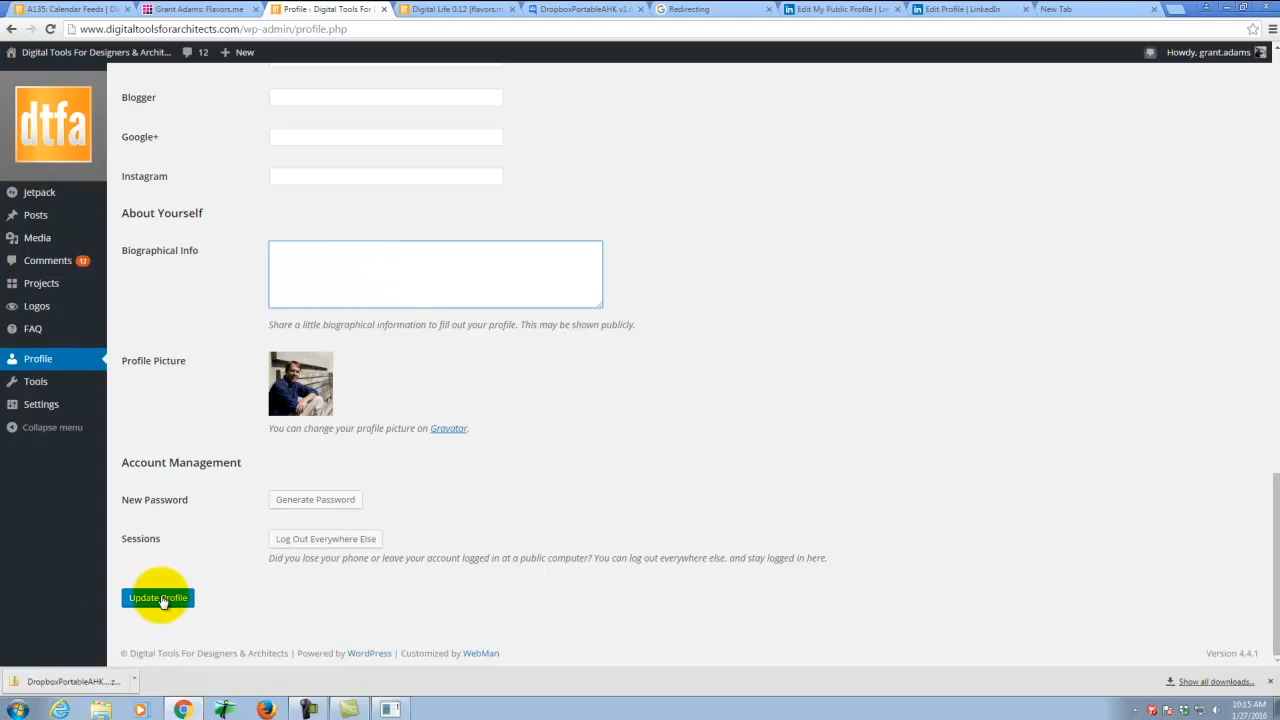 A135: Calendar Feeds | Di
Grant Adams: Flavors.me
Profile ‹ Digital Tools For
Digital Life 0.12 [flavors.m
DropboxPortableAHK v1.6
Redirecting
Edit My Public Profile | Lin
Edit Profile | LinkedIn
New Tab
www.digitaltoolsforarchitects.com/wp-admin/profile.php
Digital Tools For Designers & Archit... 12 + New Howdy, grant.adams
dtfa
Jetpack
Posts
Media
Comments 12
Projects
Logos
FAQ
Profile
Tools
Settings
Collapse menu
Blogger
Google+
Instagram
About Yourself
Biographical Info
Share a little biographical information to fill out your profile. This may be shown publicly.
Profile Picture
You can change your profile picture on Gravatar.
Account Management
New Password Generate Password
Sessions Log Out Everywhere Else
Did you lose your phone or leave your account logged in at a public computer? You can log out everywhere else, and stay logged in here.
Update Profile
© Digital Tools For Designers & Architects | Powered by WordPress | Customized by WebMan Version 4.4.1
DropboxPortableAHK....z... Show all downloads...
10:15 AM
1/27/2016